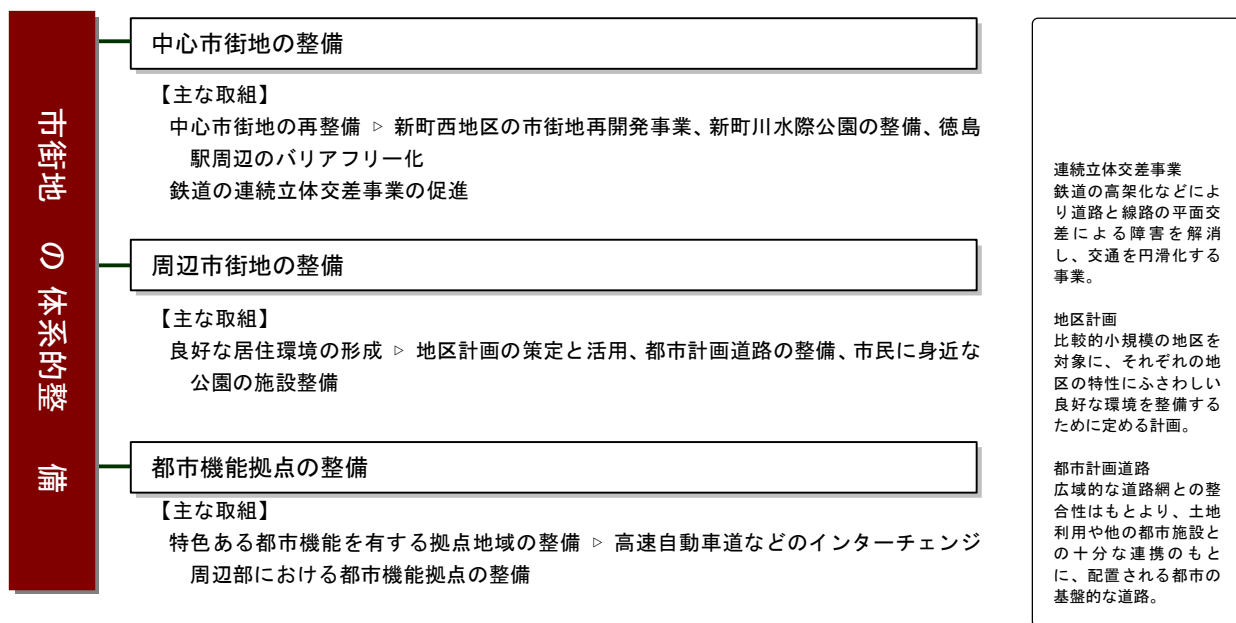 市街地の体系的整備
中心市街地の整備
【主な取組】
中心市街地の再整備 ▷ 新町西地区の市街地再開発事業、新町川水際公園の整備、徳島
駅周辺のバリアフリー化
鉄道の連続立体交差事業の促進
周辺市街地の整備
【主な取組】
良好な居住環境の形成 ▷ 地区計画の策定と活用、都市計画道路の整備、市民に身近な
公園の施設整備
都市機能拠点の整備
【主な取組】
特色ある都市機能を有する拠点地域の整備 ▷ 高速自動車道などのインターチェンジ
周辺部における都市機能拠点の整備
連続立体交差事業
鉄道の高架化などによ
り道路と線路の平面交
差による障害を解消
し、交通を円滑化する
事業。
地区計画
比較的小規模の地区を
対象に、それぞれの地
区の特性にふさわしい
良好な環境を整備する
ために定める計画。
都市計画道路
広域的な道路網との整
合性はもとより、土地
利用や他の都市施設と
の十分な連携のもと
に、配置される都市の
基盤的な道路。